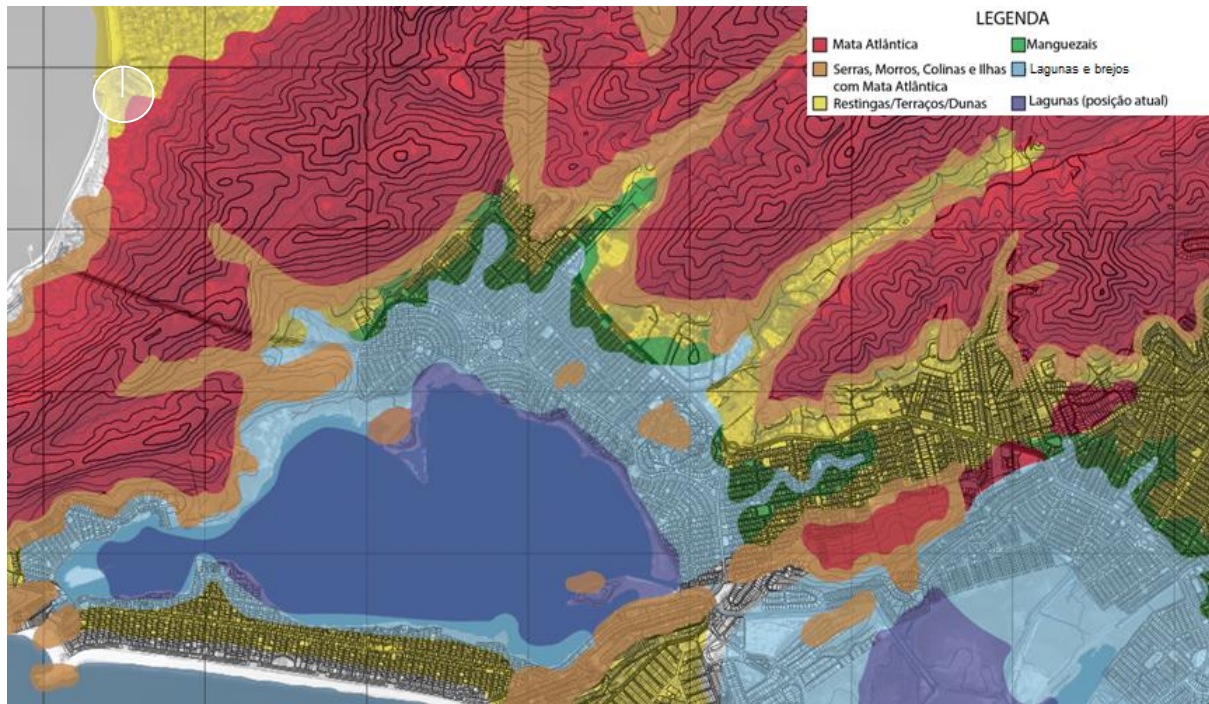 LEGENDA
Mata Atlântica
Manguezais
Serras, Morros, Colinas e Ilhas
com Mata Atlântica
Lagunas e brejos
Restingas/Terraços/Dunas
Lagunas (posição atual)